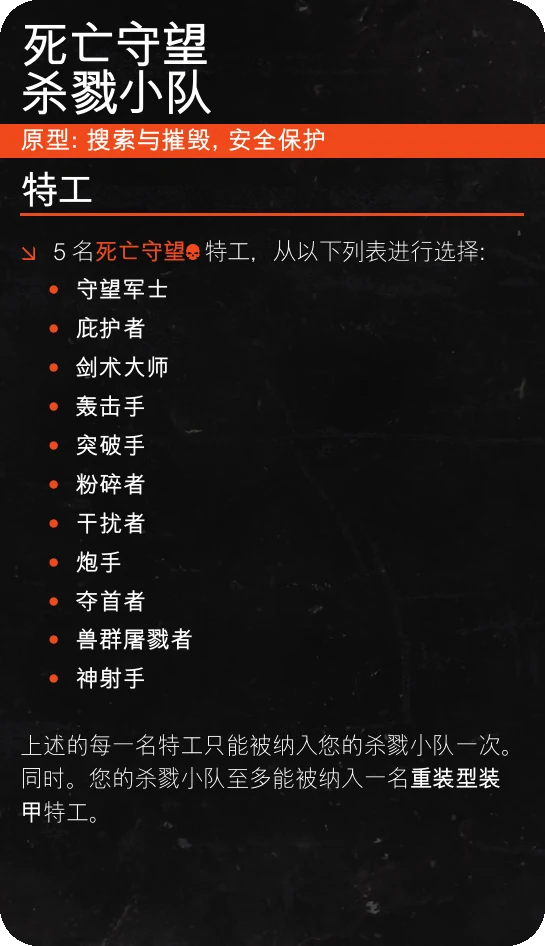 死亡守望
杀戮小队
原型: 搜索与摧毁, 安全保护
特工
5 名死亡守望特工, 从以下列表进行选择:
守望军士
庇护者
剑术大师
轰击手
突破手
粉碎者
干扰者
炮手
夺首者
兽群屠戮者
神射手
上述的每一名特工只能被纳入您的杀戮小队一次。
同时。您的杀戮小队至多能被纳入一名重装型装
甲特工。